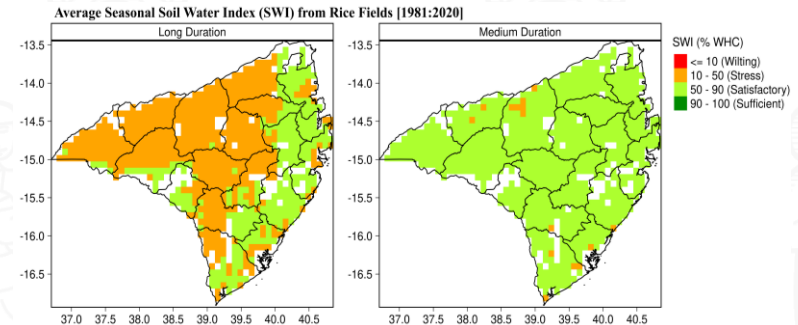 Average Seasonal Soil Water Index (SWI) from Rice Fields [1981:2020]
Long Duration
Medium Duration
-13.5
-14.0
-14.5
-15.0
-15.5
-16.0
-16.5
37.0 37.5 38.0 38.5 39.0 39.5 40.0 40.5
-13.5
-14.0
-14.5
-15.0
-15.5
-16.0
-16.5
37.0 37.5 38.0 38.5 39.0 39.5 40.0 40.5
SWI (% WHC)
<= 10 (Wilting)
10 - 50 (Stress)
50 - 90 (Satisfactory)
90 - 100 (Sufficient)